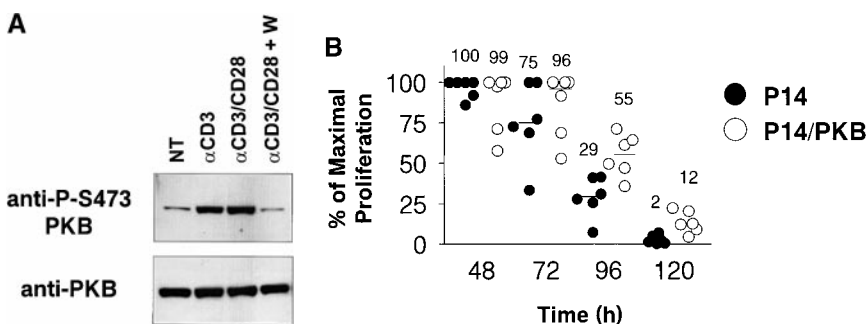 A
NT
αCD3
αCD3/CD28
αCD3/CD28 + W
anti-P-S473
PKB
anti-PKB
B
100
99
75
96
29
55
2
12
% of Maximal
Proliferation
100
75
50
25
0
48
72
96
120
Time (h)
P14
P14/PKB